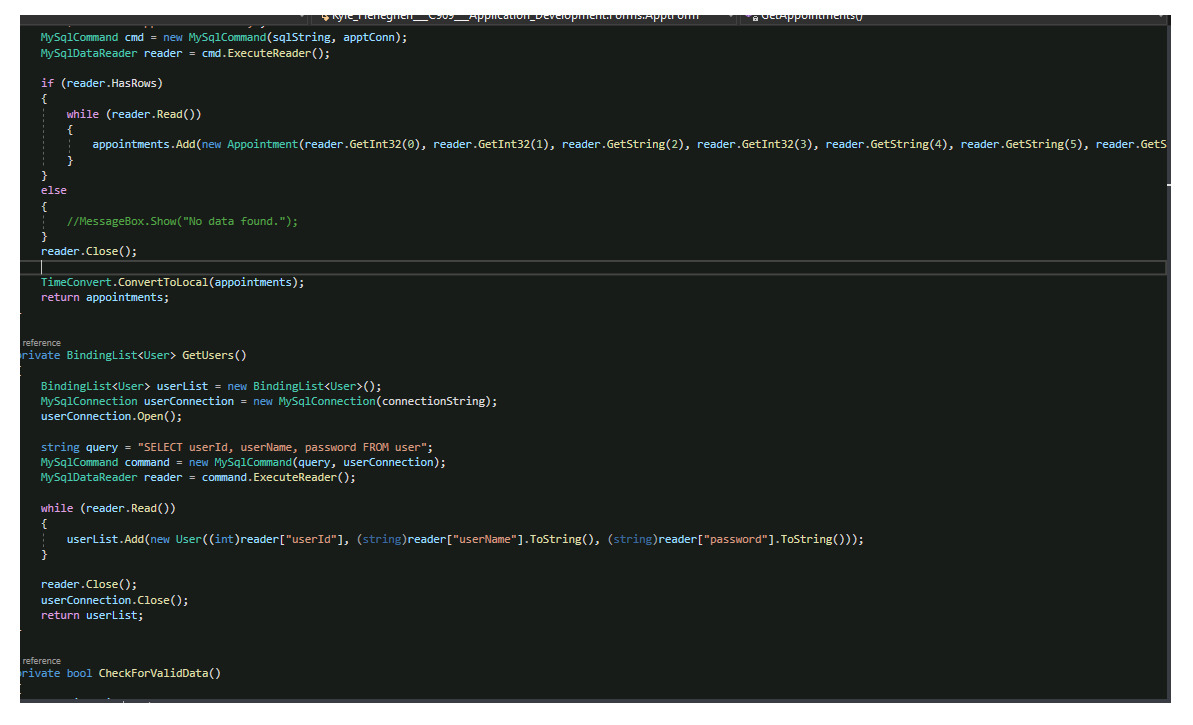 Kyle_Heneghen___C969___Application_Development.Forms.ApptForm GetAppointments()
MySqlCommand cmd = new MySqlCommand(sqlString, apptConn);
MySqlDataReader reader = cmd.ExecuteReader();
if (reader.HasRows)
{
while (reader.Read())
{
appointments.Add(new Appointment(reader.GetInt32(0), reader.GetInt32(1), reader.GetString(2), reader.GetInt32(3), reader.GetString(4), reader.GetString(5), reader.GetS
}
}
else
{
//MessageBox.Show("No data found.");
}
reader.Close();
TimeConvert.ConvertToLocal(appointments);
return appointments;
reference
rivate BindingList<User> GetUsers()
BindingList<User> userList = new BindingList<User>();
MySqlConnection userConnection = new MySqlConnection(connectionString);
userConnection.Open();
string query = "SELECT userId, userName, password FROM user";
MySqlCommand command = new MySqlCommand(query, userConnection);
MySqlDataReader reader = command.ExecuteReader();
while (reader.Read())
{
userList.Add(new User((int)reader["userId"], (string)reader["userName"].ToString(), (string)reader["password"].ToString()));
}
reader.Close();
userConnection.Close();
return userList;
reference
rivate bool CheckForValidData()